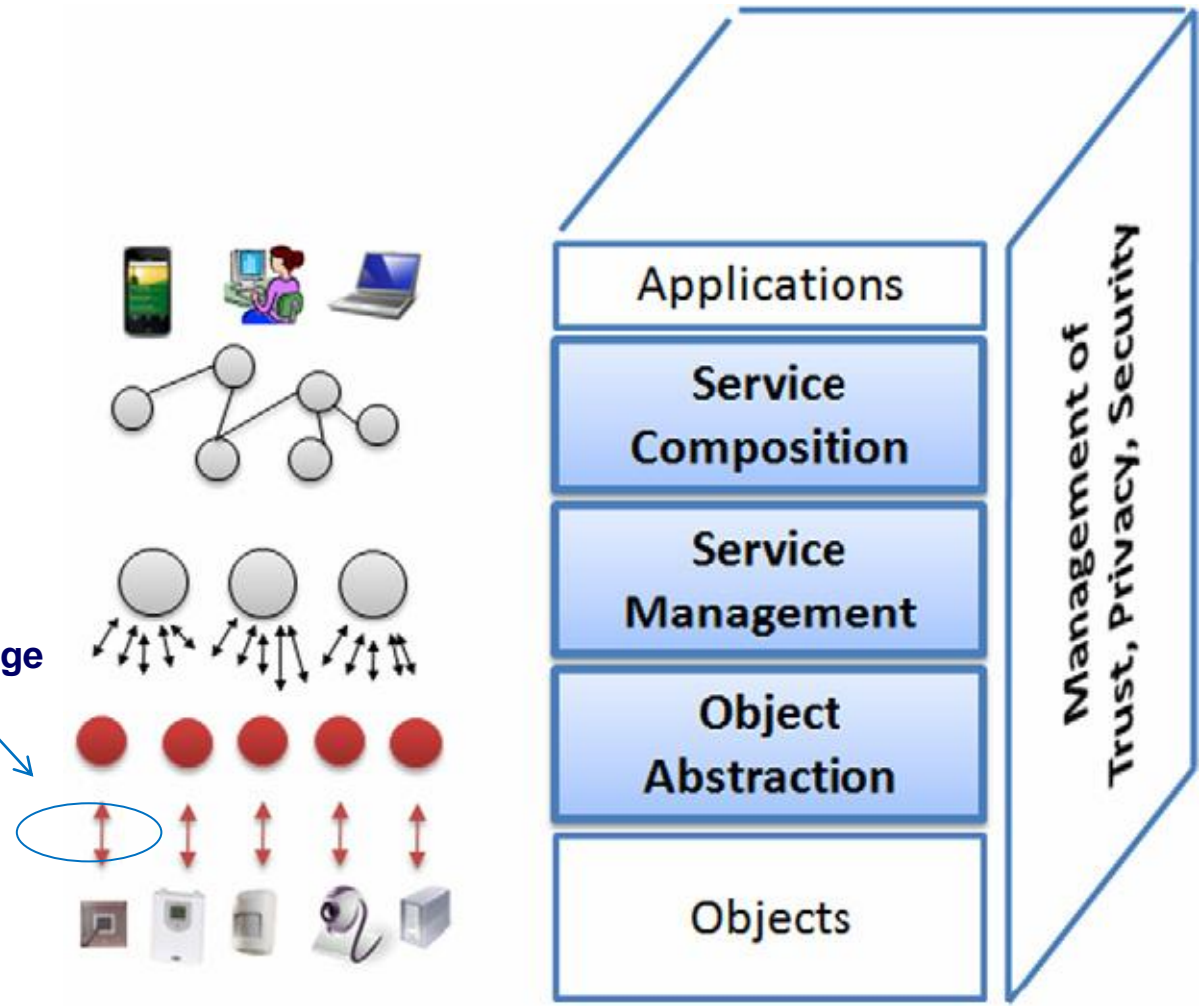 Applications
Service
Composition
Service
Management
ge
Object
Abstraction
Objects
Management of
Trust, Privacy, Security